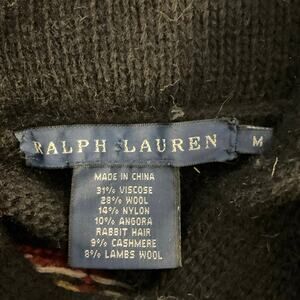 RALPH LAUREN M
MADE IN CHINA
31% VISCOSE
28% WOOL
14% NYLON
10% ANGORA
RABBIT HAIR
9% CASHMERE
8% LAMBS WOOL